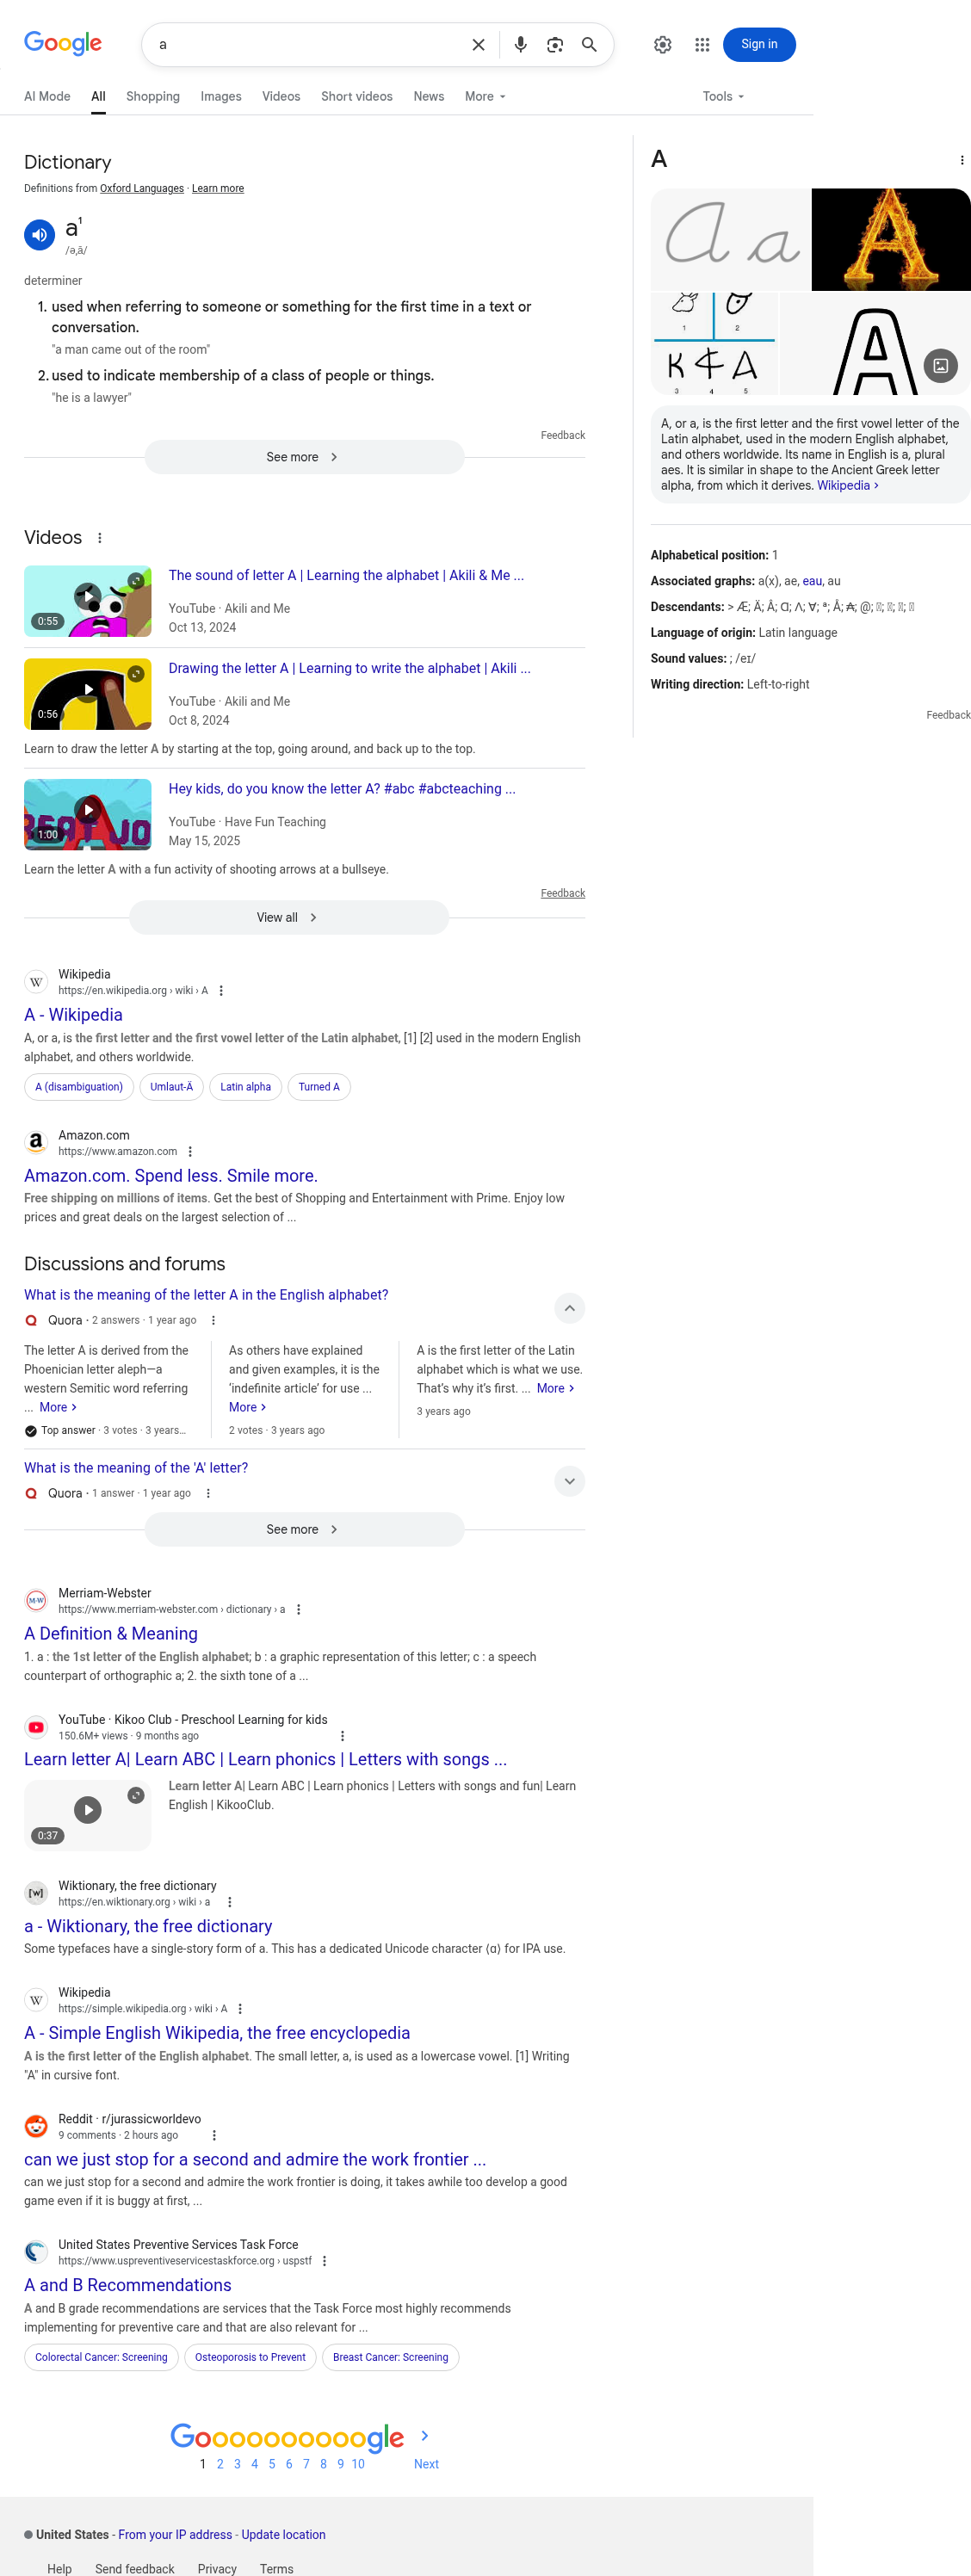 Google
a
Sign in
AI Mode
All
Shopping
Images
Videos
Short videos
News
More
Tools
Dictionary
Definitions from Oxford Languages · Learn more
a¹
/ə,ā/
determiner
1. used when referring to someone or something for the first time in a text or
conversation.
"a man came out of the room"
2. used to indicate membership of a class of people or things.
"he is a lawyer"
Feedback
See more
Videos
The sound of letter A | Learning the alphabet | Akili & Me ...
0:55
YouTube · Akili and Me
Oct 13, 2024
Drawing the letter A | Learning to write the alphabet | Akili ...
0:56
YouTube · Akili and Me
Oct 8, 2024
Learn to draw the letter A by starting at the top, going around, and back up to the top.
Hey kids, do you know the letter A? #abc #abcteaching ...
1:00
YouTube · Have Fun Teaching
May 15, 2025
Learn the letter A with a fun activity of shooting arrows at a bullseye.
Feedback
View all
W
Wikipedia
https://en.wikipedia.org › wiki › A
A - Wikipedia
A, or a, is the first letter and the first vowel letter of the Latin alphabet, [1] [2] used in the modern English
alphabet, and others worldwide.
A (disambiguation)
Umlaut-Ä
Latin alpha
Turned A
a
Amazon.com
https://www.amazon.com
Amazon.com. Spend less. Smile more.
Free shipping on millions of items. Get the best of Shopping and Entertainment with Prime. Enjoy low
prices and great deals on the largest selection of ...
Discussions and forums
What is the meaning of the letter A in the English alphabet?
Quora · 2 answers · 1 year ago
The letter A is derived from the
Phoenician letter aleph—a
western Semitic word referring
... More
Top answer · 3 votes · 3 years...
As others have explained
and given examples, it is the
‘indefinite article’ for use ...
More
2 votes · 3 years ago
A is the first letter of the Latin
alphabet which is what we use.
That’s why it’s first. ... More
3 years ago
What is the meaning of the 'A' letter?
Quora · 1 answer · 1 year ago
See more
M-W
Merriam-Webster
https://www.merriam-webster.com › dictionary › a
A Definition & Meaning
1. a : the 1st letter of the English alphabet; b : a graphic representation of this letter; c : a speech
counterpart of orthographic a; 2. the sixth tone of a ...
YouTube · Kikoo Club - Preschool Learning for kids
150.6M+ views · 9 months ago
Learn letter A| Learn ABC | Learn phonics | Letters with songs ...
0:37
Learn letter A| Learn ABC | Learn phonics | Letters with songs and fun| Learn
English | KikooClub.
[w]
Wiktionary, the free dictionary
https://en.wiktionary.org › wiki › a
a - Wiktionary, the free dictionary
Some typefaces have a single-story form of a. This has a dedicated Unicode character ⟨ɑ⟩ for IPA use.
W
Wikipedia
https://simple.wikipedia.org › wiki › A
A - Simple English Wikipedia, the free encyclopedia
A is the first letter of the English alphabet. The small letter, a, is used as a lowercase vowel. [1] Writing
"A" in cursive font.
Reddit · r/jurassicworldevo
9 comments · 2 hours ago
can we just stop for a second and admire the work frontier ...
can we just stop for a second and admire the work frontier is doing, it takes awhile too develop a good
game even if it is buggy at first, ...
United States Preventive Services Task Force
https://www.uspreventiveservicestaskforce.org › uspstf
A and B Recommendations
A and B grade recommendations are services that the Task Force most highly recommends
implementing for preventive care and that are also relevant for ...
Colorectal Cancer: Screening
Osteoporosis to Prevent
Breast Cancer: Screening
Goooooooooogle
1 2 3 4 5 6 7 8 9 10 Next
United States - From your IP address - Update location
Help
Send feedback
Privacy
Terms
A
A a
A
1 2
K A
3 4 5
A
A, or a, is the first letter and the first vowel letter of the
Latin alphabet, used in the modern English alphabet,
and others worldwide. Its name in English is a, plural
aes. It is similar in shape to the Ancient Greek letter
alpha, from which it derives. Wikipedia
Alphabetical position: 1
Associated graphs: a(x), ae, eau, au
Descendants: > Æ; Ä; Â; Ɑ; Λ; Ɐ; ª; Å; ₳; @;
Language of origin: Latin language
Sound values: ; /eɪ/
Writing direction: Left-to-right
Feedback